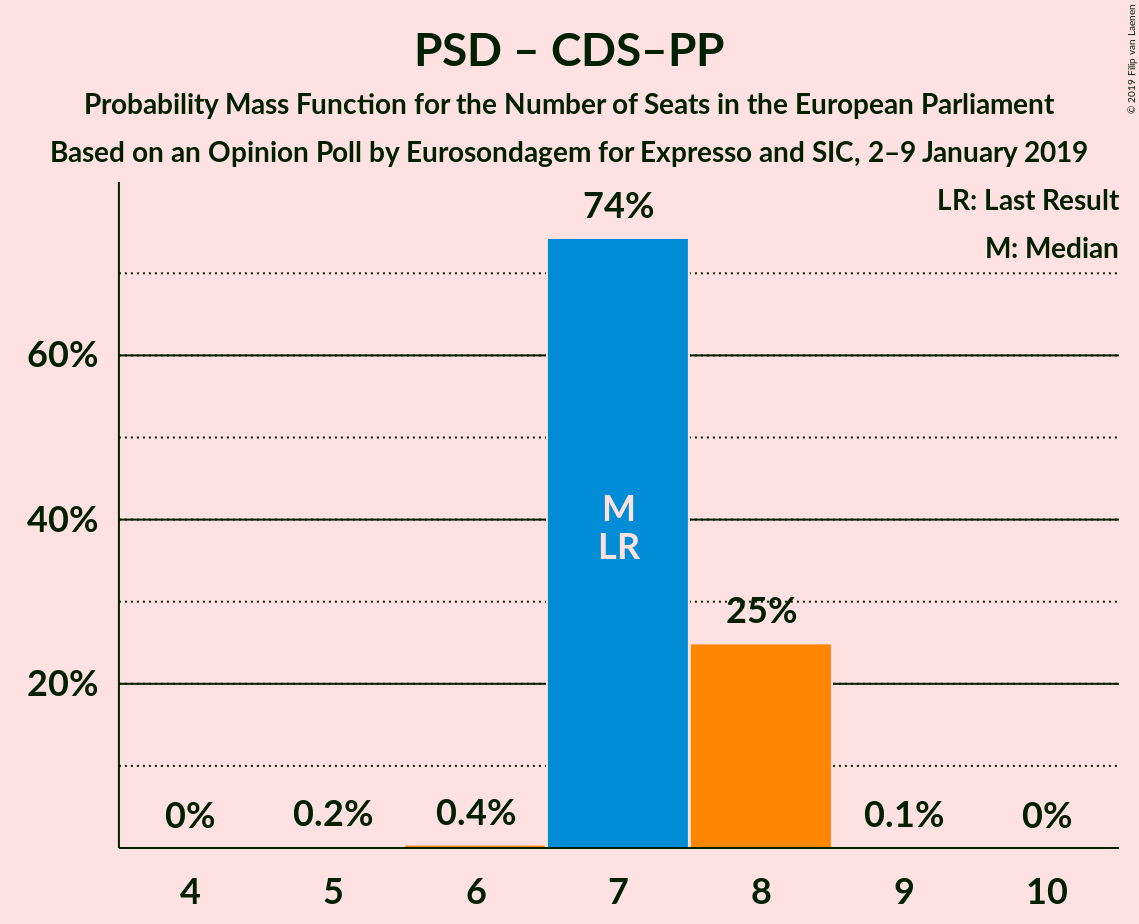 PSD – CDS–PP
Probability Mass Function for the Number of Seats in the European Parliament
Based on an Opinion Poll by Eurosondagem for Expresso and SIC, 2–9 January 2019
© 2019 Filip van Laenen
LR: Last Result
M: Median
74%
60%
M
LR
40%
25%
20%
0%
0.2%
0.4%
0.1%
0%
4
5
6
7
8
9
10